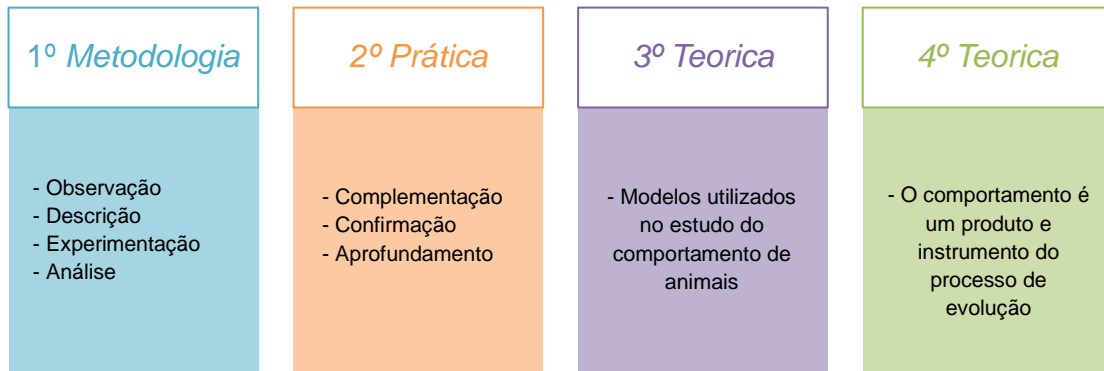 1º Metodologia
- Observação
- Descrição
- Experimentação
- Análise
2º Prática
- Complementação
- Confirmação
- Aprofundamento
3º Teorica
- Modelos utilizados
no estudo do
comportamento de
animais
4º Teorica
- O comportamento é
um produto e
instrumento do
processo de
evolução